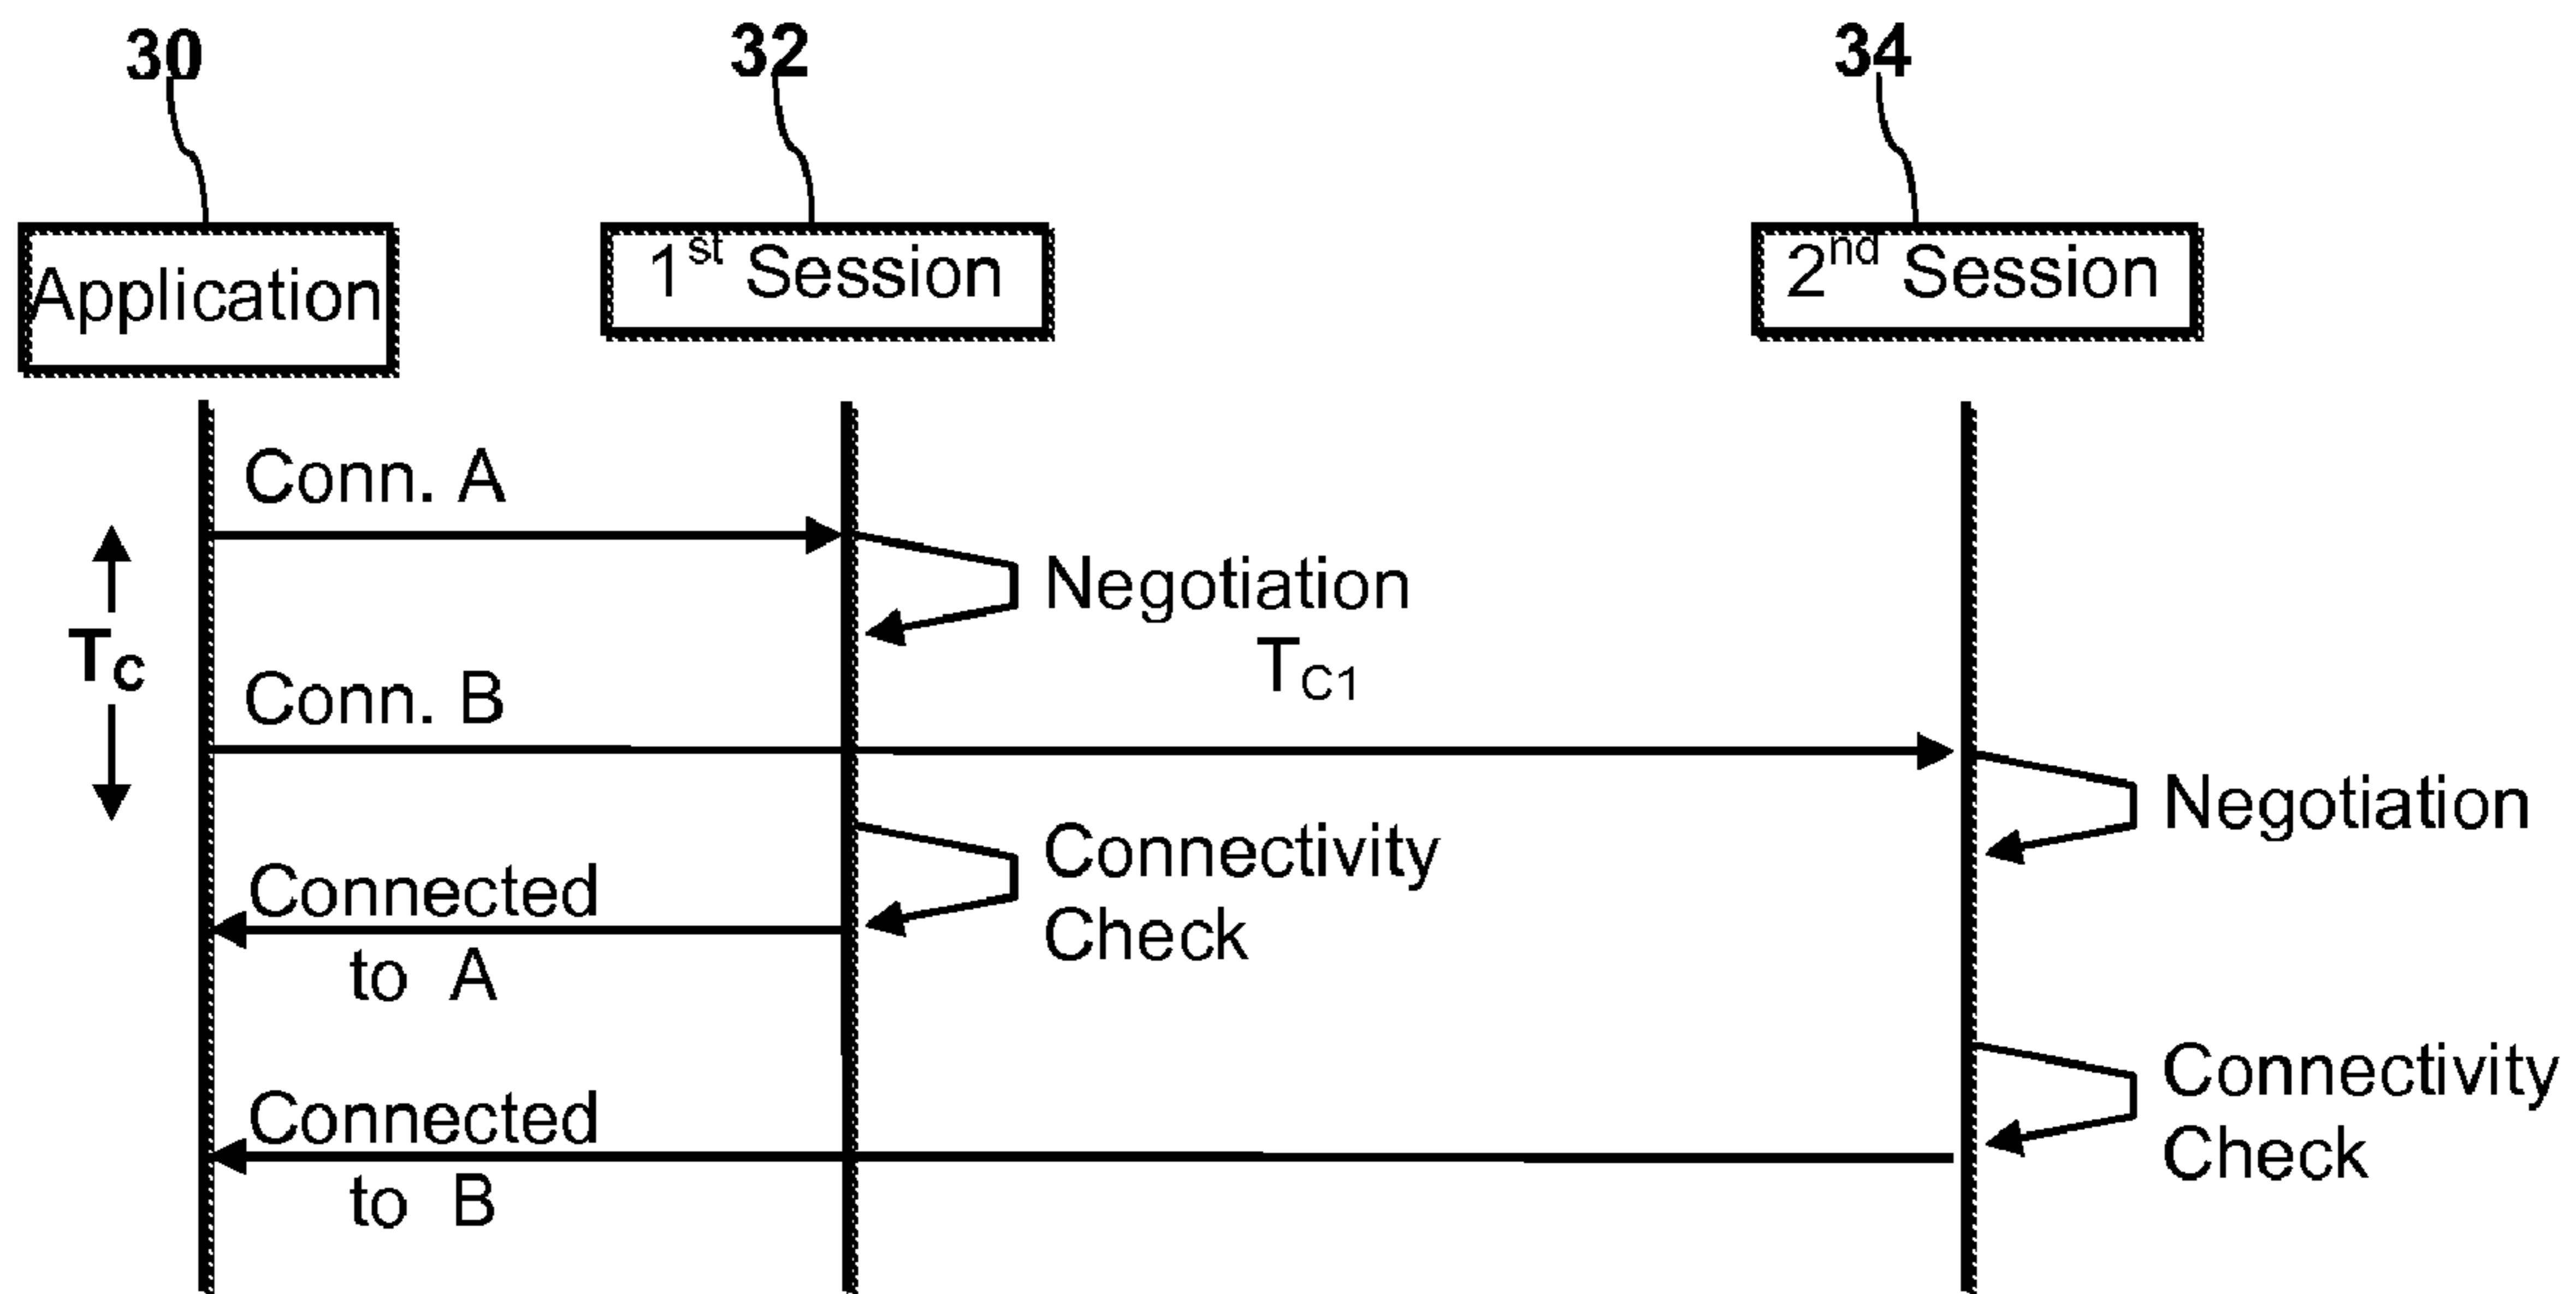 30
32
34
Application
1st Session
2nd Session
Conn. A
Negotiation
TC1
TC
Conn. B
Negotiation
Connectivity
Check
Connected
to A
Connectivity
Check
Connected
to B